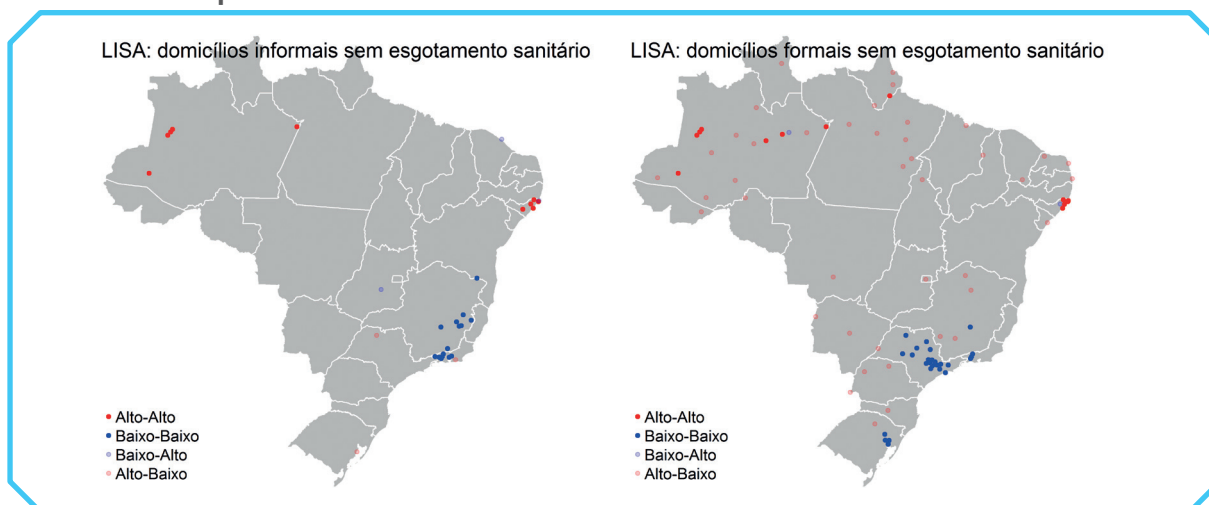 LISA: domicílios informais sem esgotamento sanitário
Alto-Alto
Baixo-Baixo
Baixo-Alto
Alto-Baixo
LISA: domicílios formais sem esgotamento sanitário
Alto-Alto
Baixo-Baixo
Baixo-Alto
Alto-Baixo